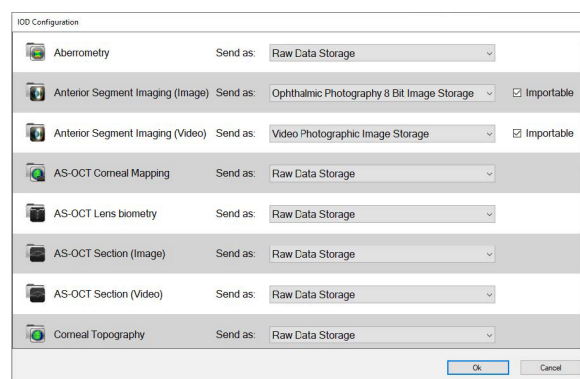 IOD Configuration
Aberrometry Send as: Raw Data Storage
Anterior Segment Imaging (Image) Send as: Ophthalmic Photography 8 Bit Image Storage Importable
Anterior Segment Imaging (Video) Send as: Video Photographic Image Storage Importable
AS-OCT Corneal Mapping Send as: Raw Data Storage
AS-OCT Lens biometry Send as: Raw Data Storage
AS-OCT Section (Image) Send as: Raw Data Storage
AS-OCT Section (Video) Send as: Raw Data Storage
Corneal Topography Send as: Raw Data Storage
Ok Cancel